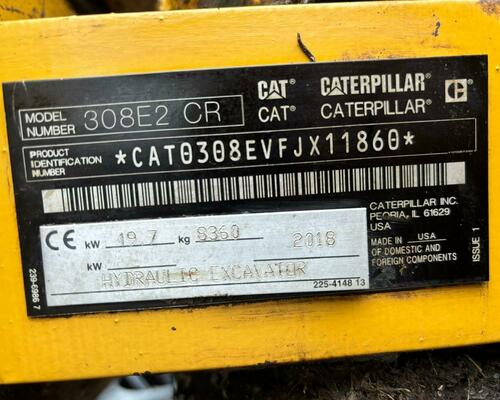 MODEL NUMBER 308E2 CR
CAT® CATERPILLAR®
CAT® CATERPILLAR®
PRODUCT IDENTIFICATION NUMBER *CAT0308EVFJX11860*
CATERPILLAR INC.
PEORIA, IL 61629
USA
MADE IN USA
OF DOMESTIC AND
FOREIGN COMPONENTS
ISSUE 1
CE kW 19.7 kg 8360 2018
kW
HYDRAULIC EXCAVATOR
225-4148 13
239-6986 7